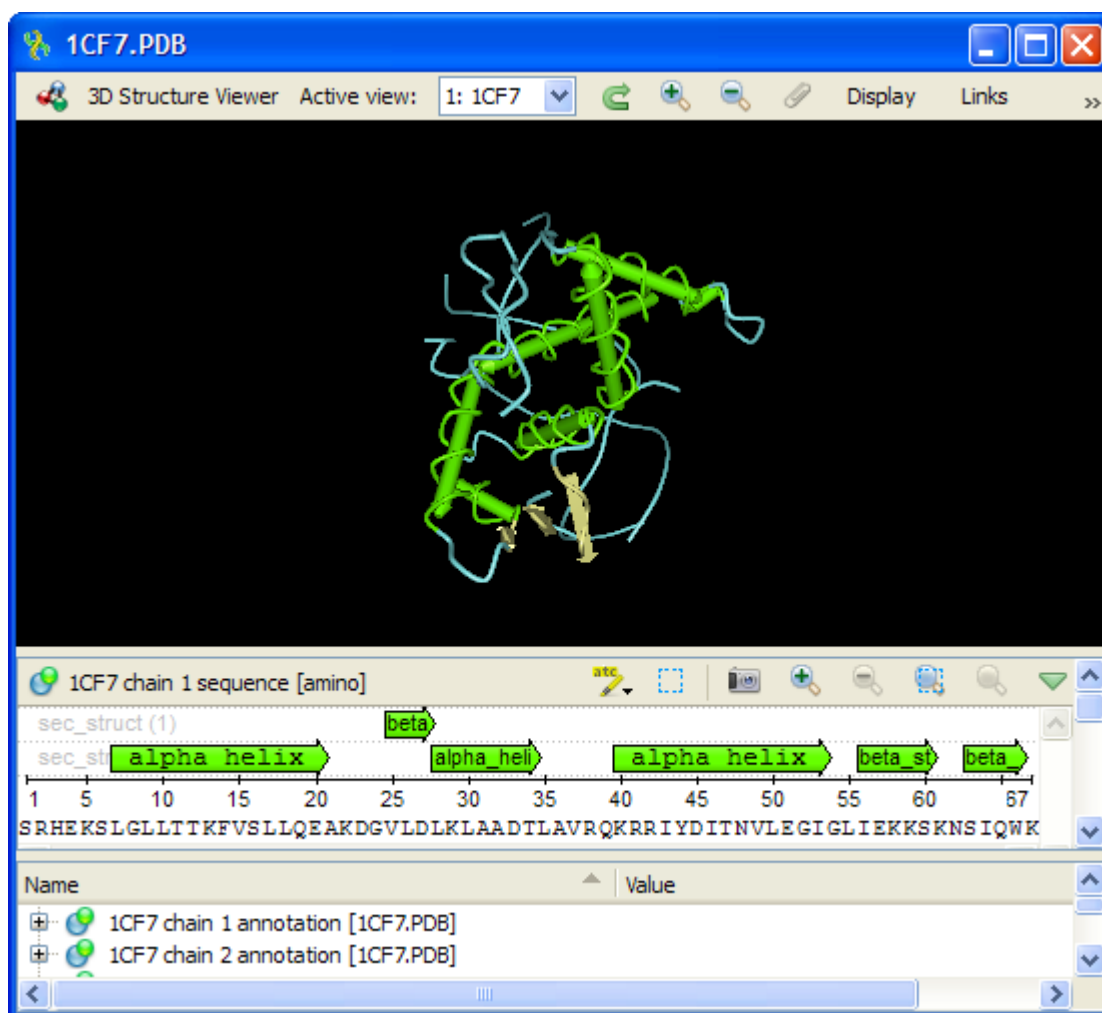 1CF7.PDB
3D Structure Viewer Active view: 1: 1CF7 Display Links »
1CF7 chain 1 sequence [amino]
sec_struct (1) beta
sec_str alpha helix alpha_heli alpha helix beta_st beta_
1 5 10 15 20 25 30 35 40 45 50 55 60 67
SRHEKSLGLLTTKFVSLLQEAKDGVLDLKLAADTLAVRQKRRIYDITNVLEGIGLIEKKSKNSIQWK
Name Value
1CF7 chain 1 annotation [1CF7.PDB]
1CF7 chain 2 annotation [1CF7.PDB]